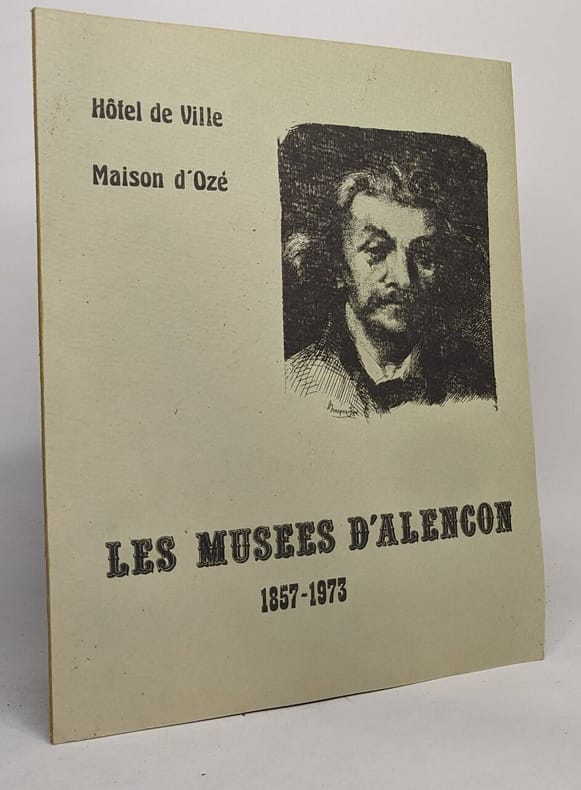 Hôtel de Ville
Maison d'Ozé
LES MUSEES D'ALENCON
1857-1973